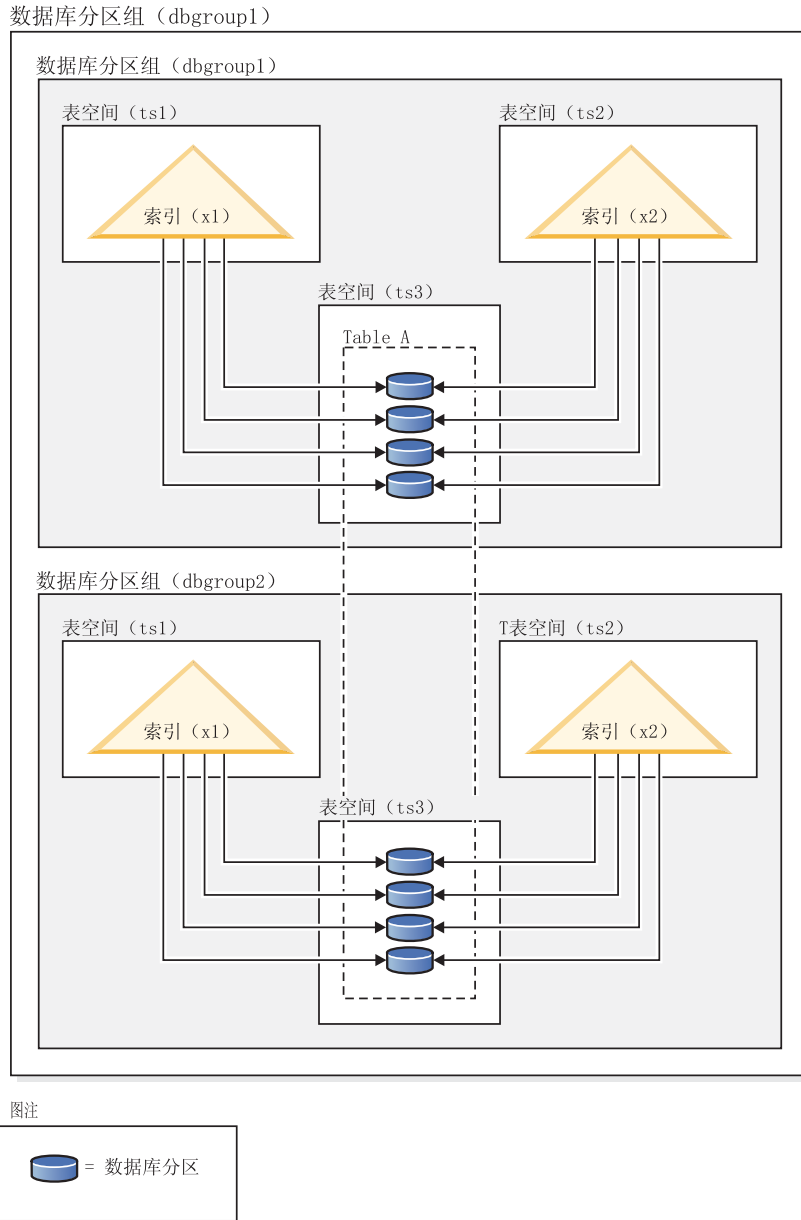 数据库分区组（dbgroup1）
数据库分区组（dbgroup1）
表空间（ts1）
表空间（ts2）
索引（x1）
索引（x2）
表空间（ts3）
Table A
数据库分区组（dbgroup2）
表空间（ts1）
T表空间（ts2）
索引（x1）
索引（x2）
表空间（ts3）
图注
= 数据库分区